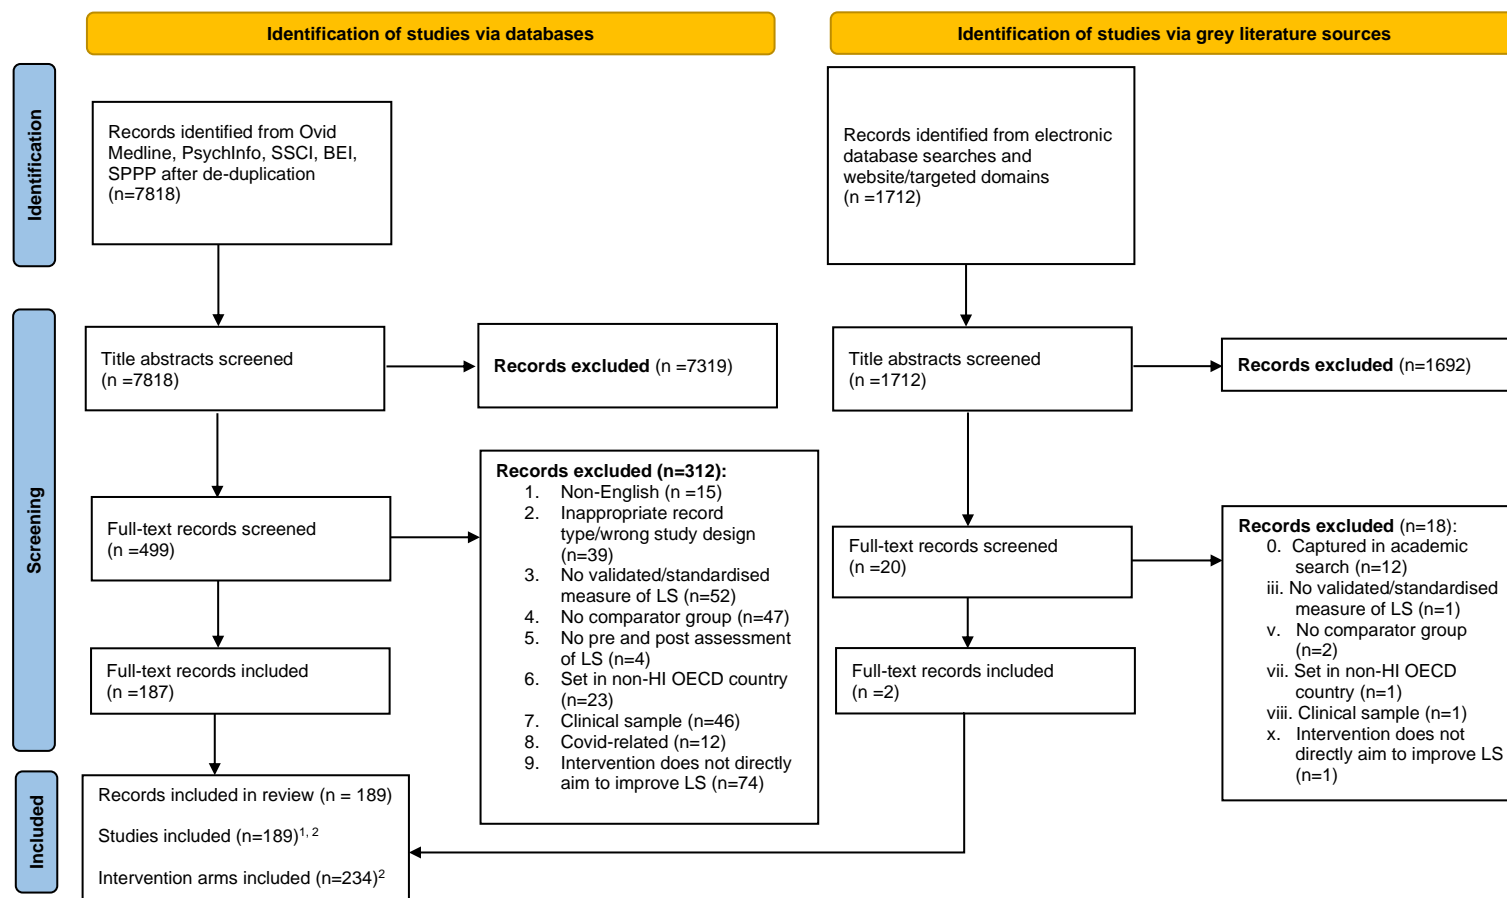 Identification of studies via databases
Identification of studies via grey literature sources
Identification
Records identified from Ovid
Medline, PsychInfo, SSCI, BEI,
SPPP after de-duplication
(n=7818)
Records identified from electronic
database searches and
website/targeted domains
(n =1712)
Screening
Title abstracts screened
(n =7818)
Records excluded (n =7319)
Title abstracts screened
(n =1712)
Records excluded (n=1692)
Full-text records screened
(n =499)
Records excluded (n=312):
1. Non-English (n =15)
2. Inappropriate record
type/wrong study design
(n=39)
3. No validated/standardised
measure of LS (n=52)
4. No comparator group (n=47)
5. No pre and post assessment
of LS (n=4)
6. Set in non-HI OECD country
(n=23)
7. Clinical sample (n=46)
8. Covid-related (n=12)
9. Intervention does not directly
aim to improve LS (n=74)
Full-text records screened
(n =20)
Records excluded (n=18):
0. Captured in academic
search (n=12)
iii. No validated/standardised
measure of LS (n=1)
v. No comparator group
(n=2)
vii. Set in non-HI OECD
country (n=1)
viii. Clinical sample (n=1)
x. Intervention does not
directly aim to improve LS
(n=1)
Full-text records included
(n =187)
Full-text records included
(n =2)
Included
Records included in review (n = 189)
Studies included (n=189)1, 2
Intervention arms included (n=234)2